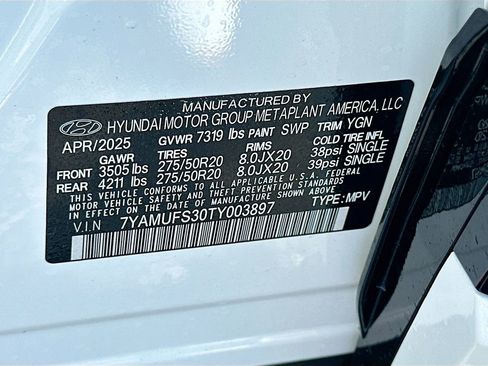 MANUFACTURED BY
HYUNDAI MOTOR GROUP METAPLANT AMERICA, LLC
APR/2025 GVWR 7319 lbs PAINT SWP TRIM YGN
GAWR TIRES RIMS COLD TIRE INFL
FRONT 3505 lbs 275/50R20 8.0JX20 38psi SINGLE
REAR 4211 lbs 275/50R20 8.0JX20 39psi SINGLE
THIS VEHICLE CONFORMS TO ALL APPLICABLE U.S.A. FEDERAL
MOTOR VEHICLE SAFETY STANDARDS IN EFFECT ON THE
DATE OF MANUFACTURE SHOWN ABOVE.
V.I.N 7YAMUFS30TY003897 TYPE:MPV